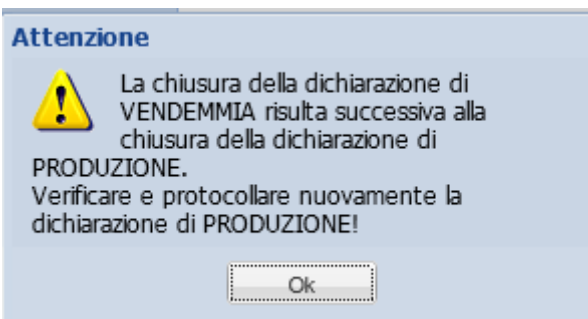 Attenzione
La chiusura della dichiarazione di
VENDEMMIA risulta successiva alla
chiusura della dichiarazione di
PRODUZIONE.
Verificare e protocollare nuovamente la
dichiarazione di PRODUZIONE!
Ok